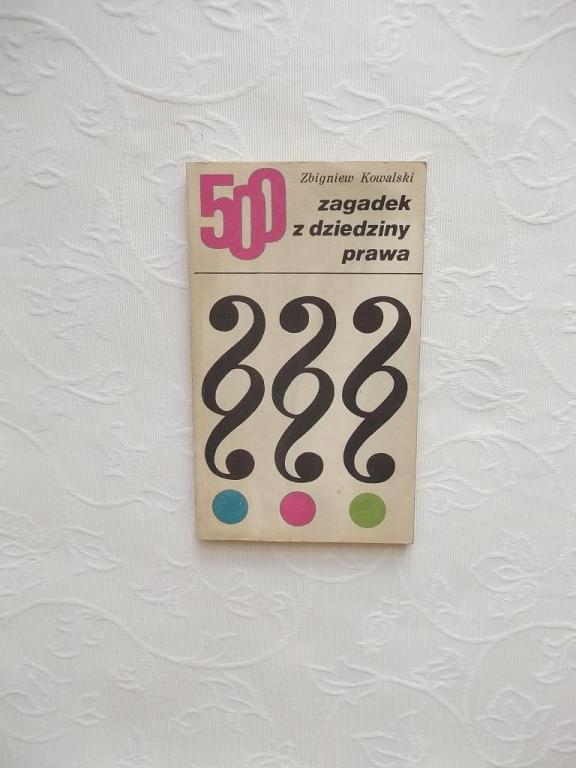 500
Zbigniew Kowalski
zagadek
z dziedziny
prawa
§§§